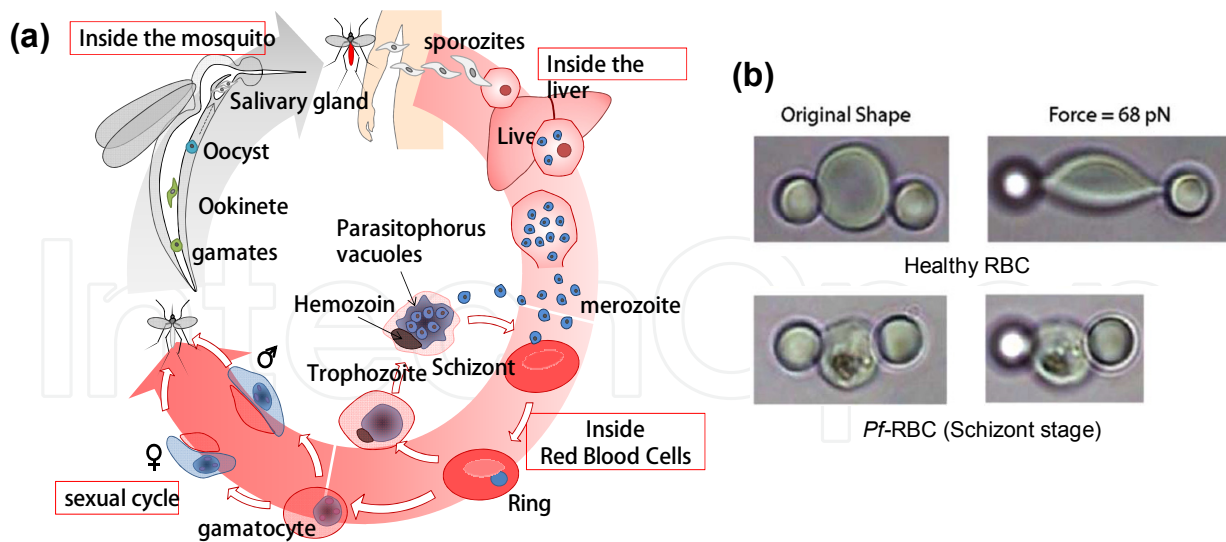 (a)
Inside the mosquito
sporozites
Inside the
liver
Salivary gland
Live
Oocyst
Ookinete
gamates
Parasitophorus
vacuoles
Hemozoin
merozoite
Trophozoite
Schizont
Inside
Red Blood Cells
♂
♀
sexual cycle
Ring
gamatocyte
(b)
Original Shape
Force = 68 pN
Healthy RBC
Pf-RBC (Schizont stage)